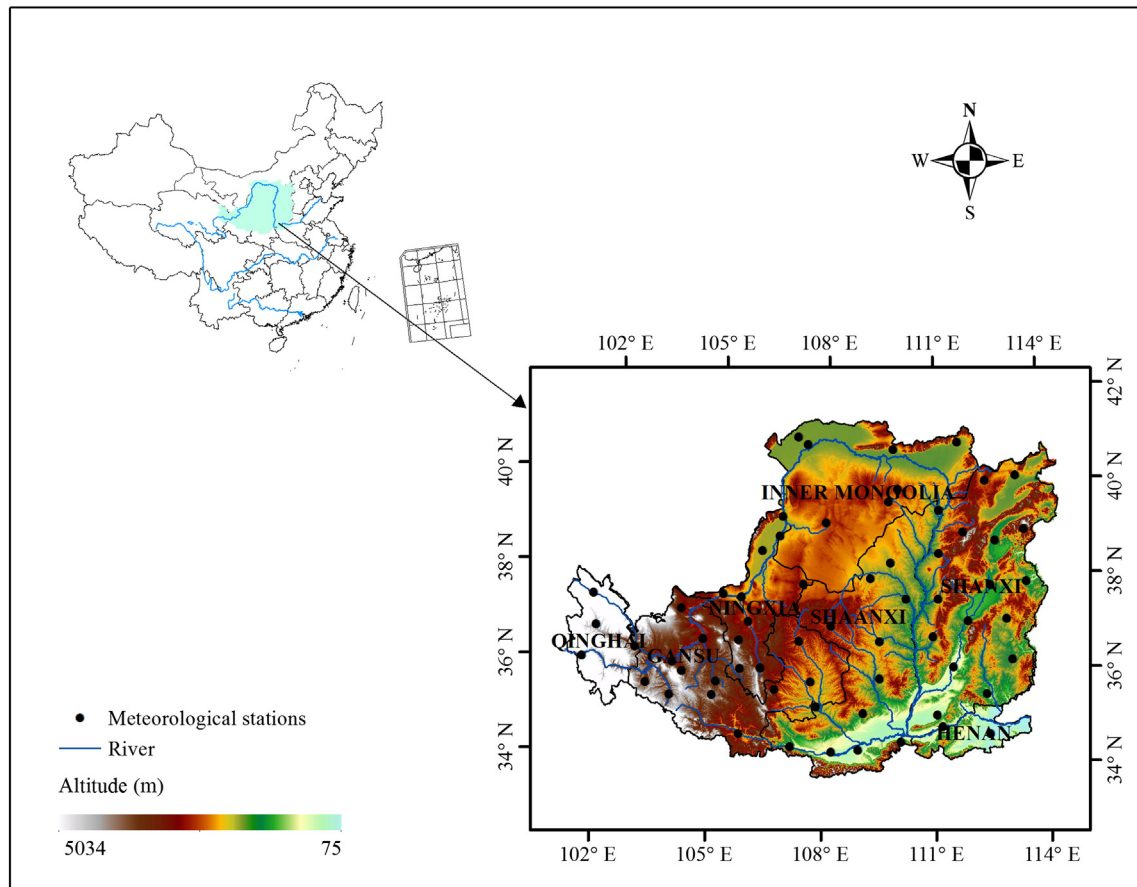 N
W E
S
102° E 105° E 108° E 111° E 114° E
42° N
40° N
40° N
INNER MONGOLIA
38° N
38° N
SHANXI
NINGXIA
SHAANXI
QINGHAI
GANSU
36° N
36° N
Meteorological stations
HENAN
River
34° N
34° N
Altitude (m)
5034 75
102° E 105° E 108° E 111° E 114° E